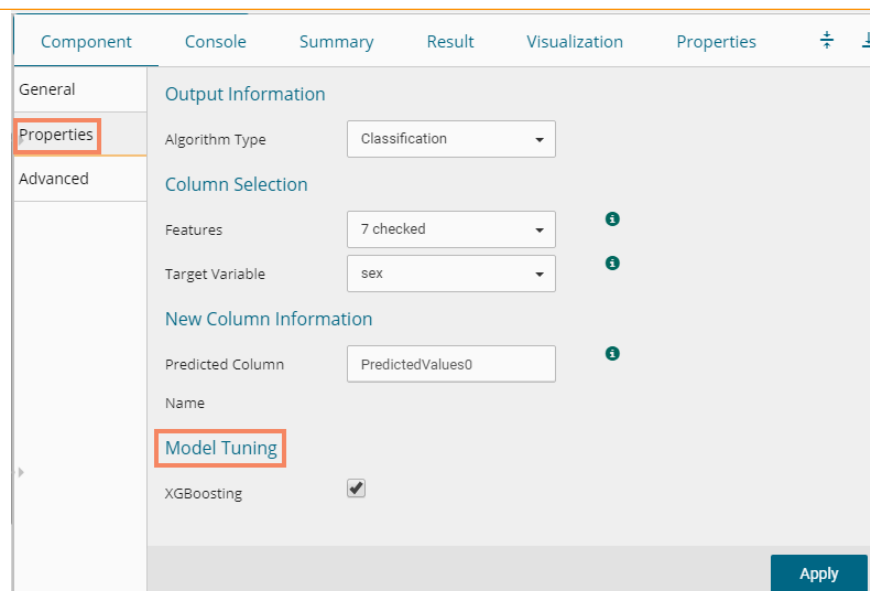 Component Console Summary Result Visualization Properties
General
Properties
Advanced
Output Information
Algorithm Type Classification
Column Selection
Features 7 checked
Target Variable sex
New Column Information
Predicted Column PredictedValues0
Name
Model Tuning
XGBoosting
Apply